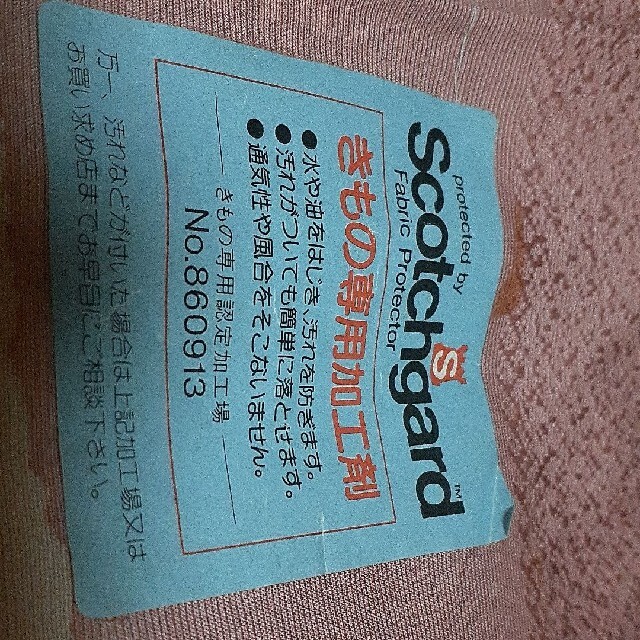 protected by
Scotchgard™
Fabric Protector
きもの専用加工剤
●水や油をはじき、汚れを防ぎます。
●汚れがついても簡単に落とせます。
●通気性や風合をそこないません。
きもの専用認定加工場
No.860913
万一、汚れなどが付いた場合は上記加工場又は
お買い求め店までお早目にご相談下さい。